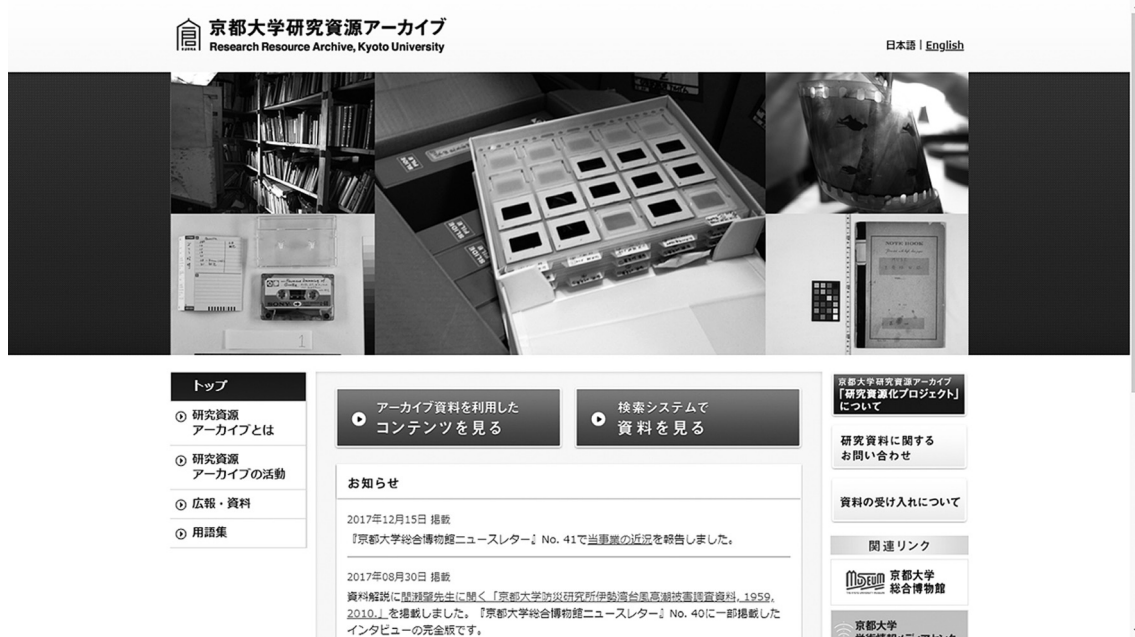 京都大学研究資源アーカイブ
Research Resource Archive, Kyoto University
日本語 | English
NOTE BOOK
SONY
1
トップ
研究資源
アーカイブとは
研究資源
アーカイブの活動
広報・資料
用語集
アーカイブ資料を利用した
コンテンツを見る
検索システムで
資料を見る
お知らせ
2017年12月15日 掲載
『京都大学総合博物館ニュースレター』No. 41で当事業の近況を報告しました。
2017年08月30日 掲載
資料解説に間瀬肇先生に聞く「京都大学防災研究所伊勢湾台風高潮被害調査資料, 1959,
2010.」を掲載しました。『京都大学総合博物館ニュースレター』No. 40に一部掲載した
インタビューの完全版です。
京都大学研究資源アーカイブ
「研究資源化プロジェクト」
について
研究資料に関する
お問い合わせ
資料の受け入れについて
関連リンク
MUSEUM 京都大学
総合博物館
京都大学